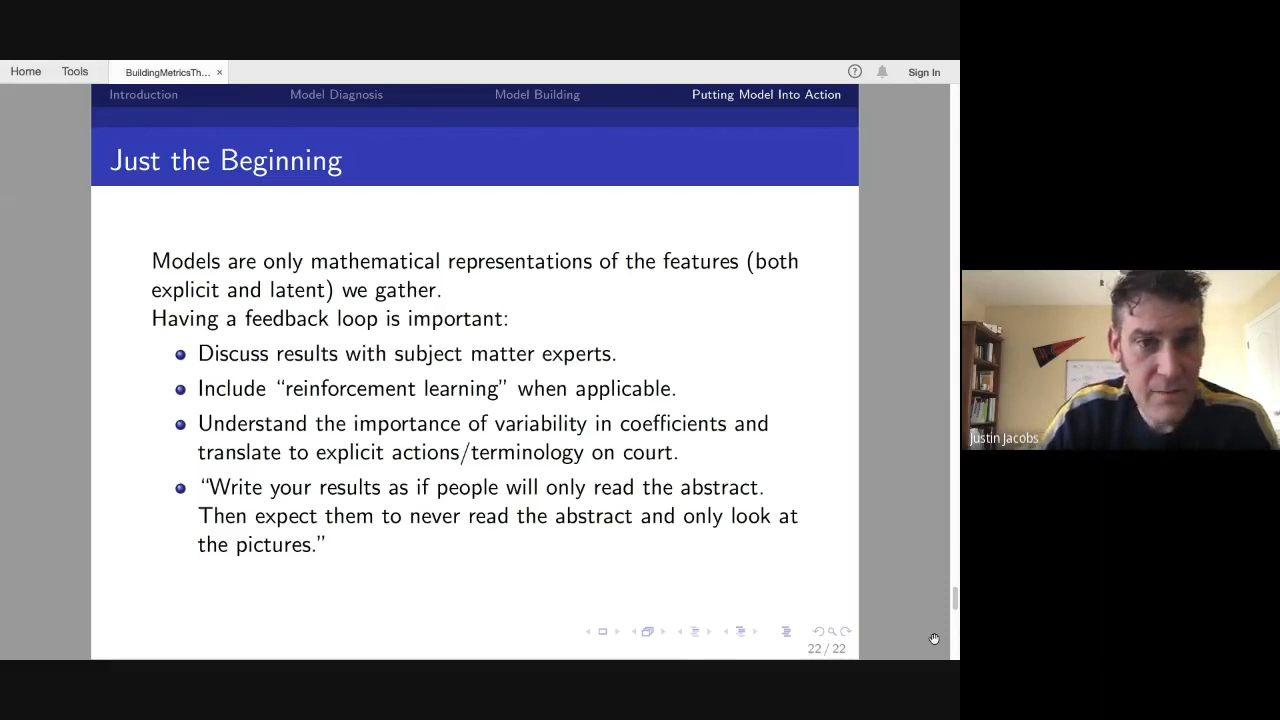 Home Tools BuildingMetricsTh... × ? Sign In
Introduction Model Diagnosis Model Building Putting Model Into Action
Just the Beginning
Models are only mathematical representations of the features (both
explicit and latent) we gather.
Having a feedback loop is important:
Discuss results with subject matter experts.
Include “reinforcement learning” when applicable.
Understand the importance of variability in coefficients and
translate to explicit actions/terminology on court.
“Write your results as if people will only read the abstract.
Then expect them to never read the abstract and only look at
the pictures.”
22 / 22
Justin Jacobs